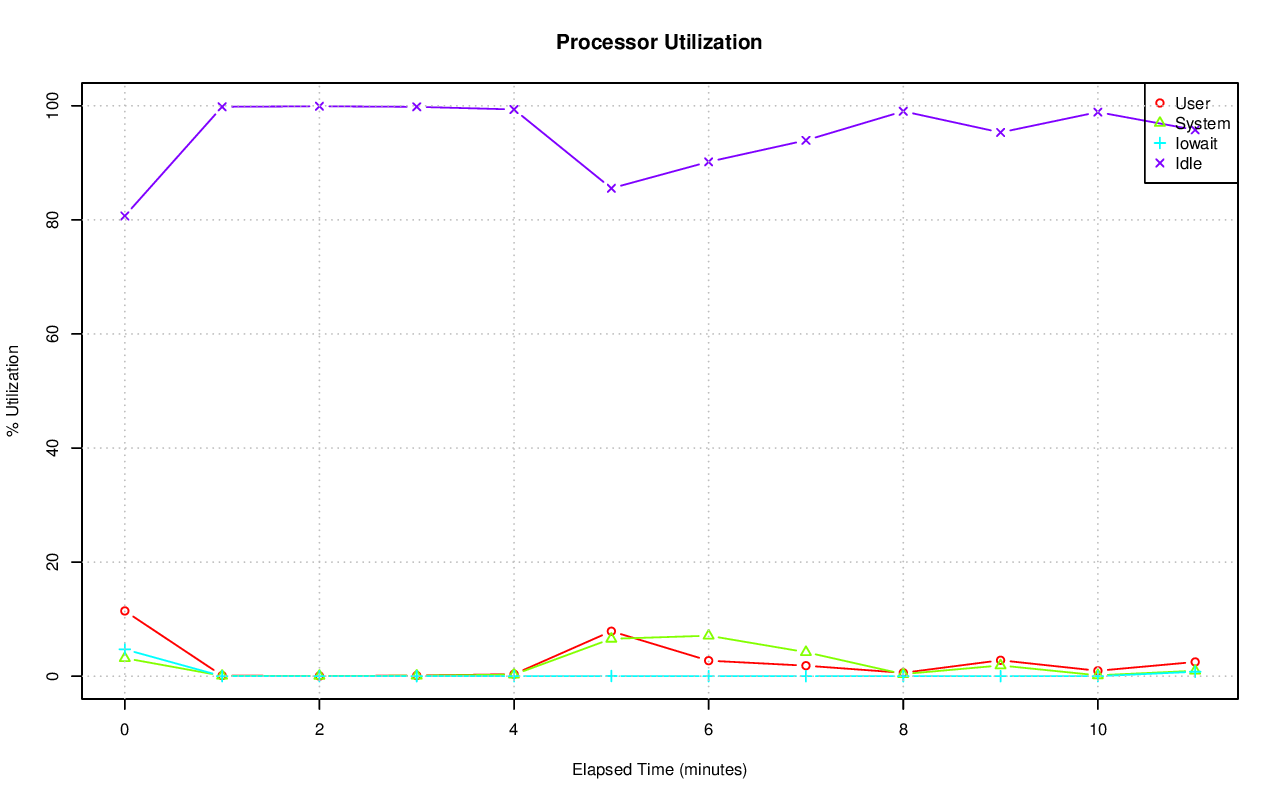 Processor Utilization
User
System
Iowait
Idle
100
80
60
40
20
0
% Utilization
0 2 4 6 8 10
Elapsed Time (minutes)